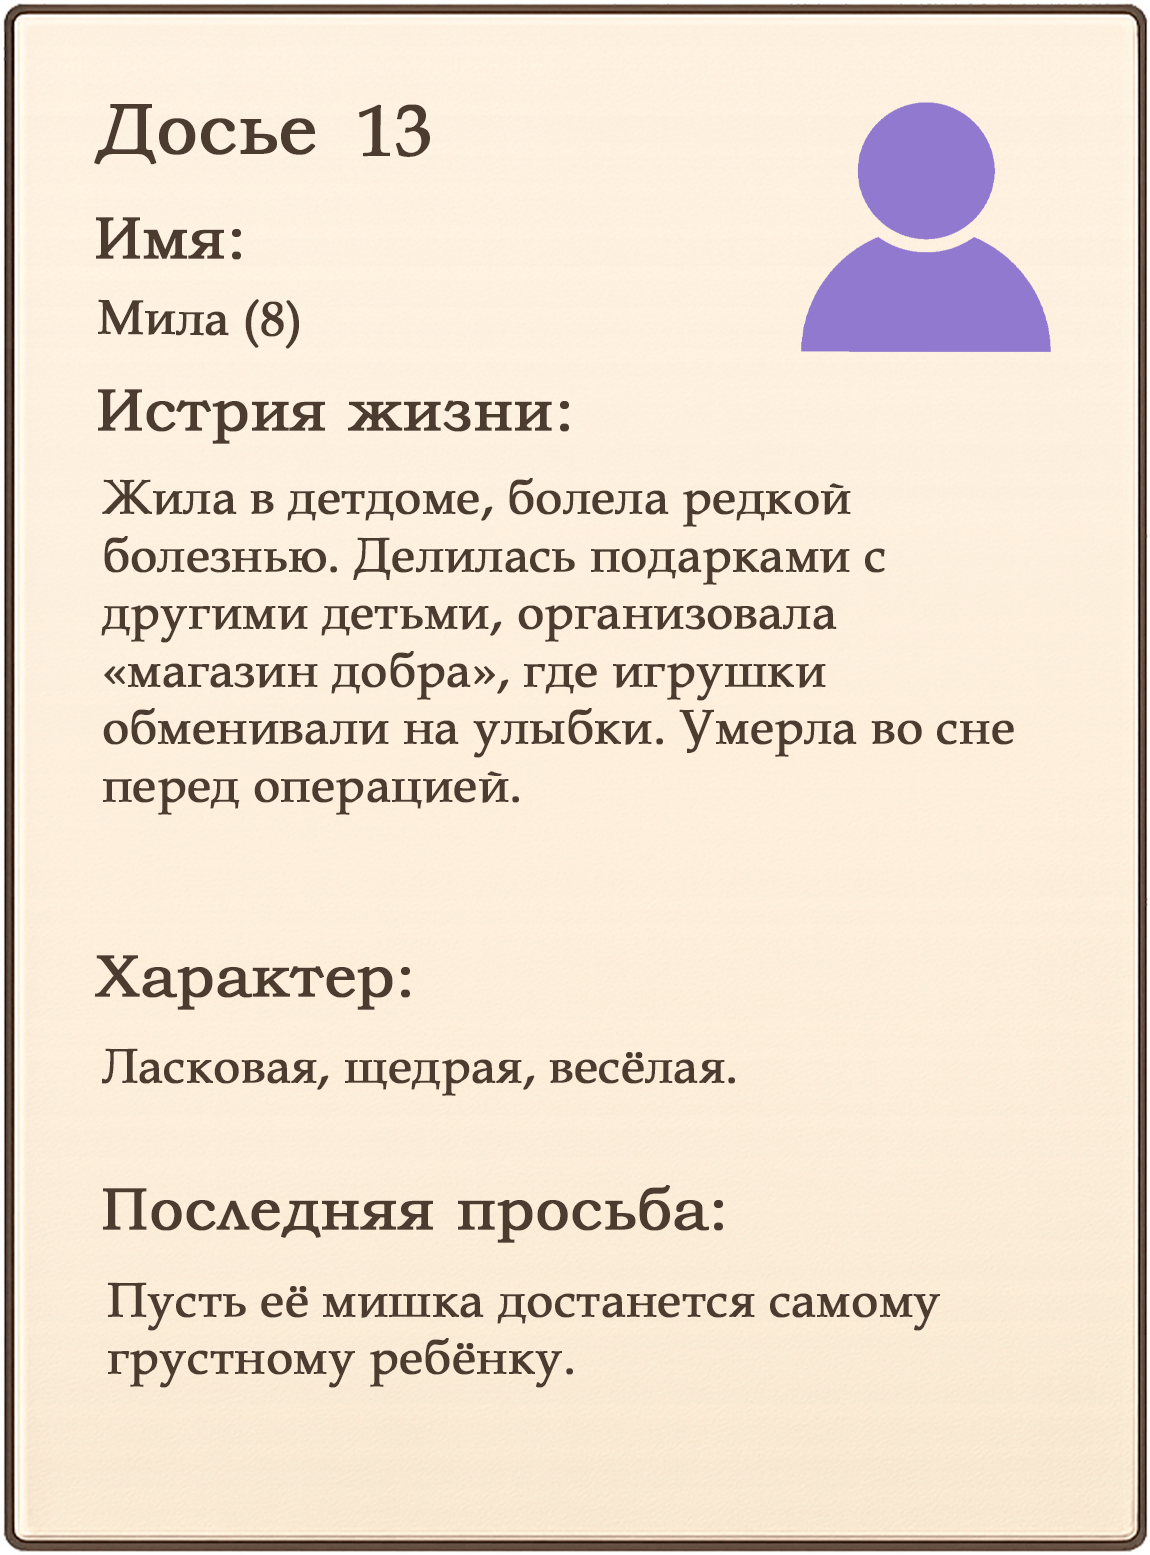 Досье 13
Имя:
Мила (8)
Истрия жизни:
Жила в детдоме, болела редкой
болезнью. Делилась подарками с
другими детьми, организовала
«магазин добра», где игрушки
обменивали на улыбки. Умерла во сне
перед операцией.
Характер:
Ласковая, щедрая, весёлая.
Последняя просьба:
Пусть её мишка достанется самому
грустному ребёнку.